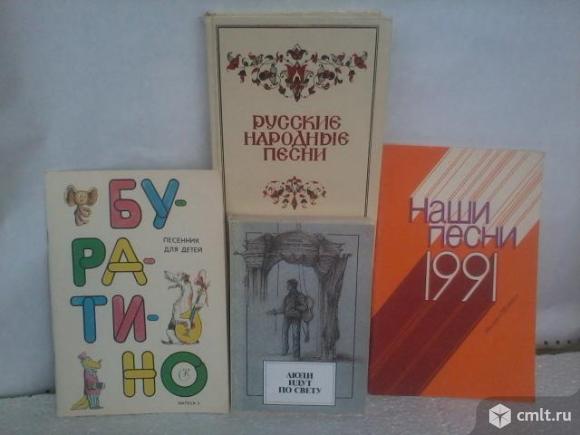 РУССКИЕ
НАРОДНЫЕ
ПЕСНИ
БУ-
РА-
ТИ-
НО
ПЕСЕННИК
ДЛЯ ДЕТЕЙ
ЛЮДИ
ИДУТ
ПО СВЕТУ
Наши
песни
1991
cmlt.ru